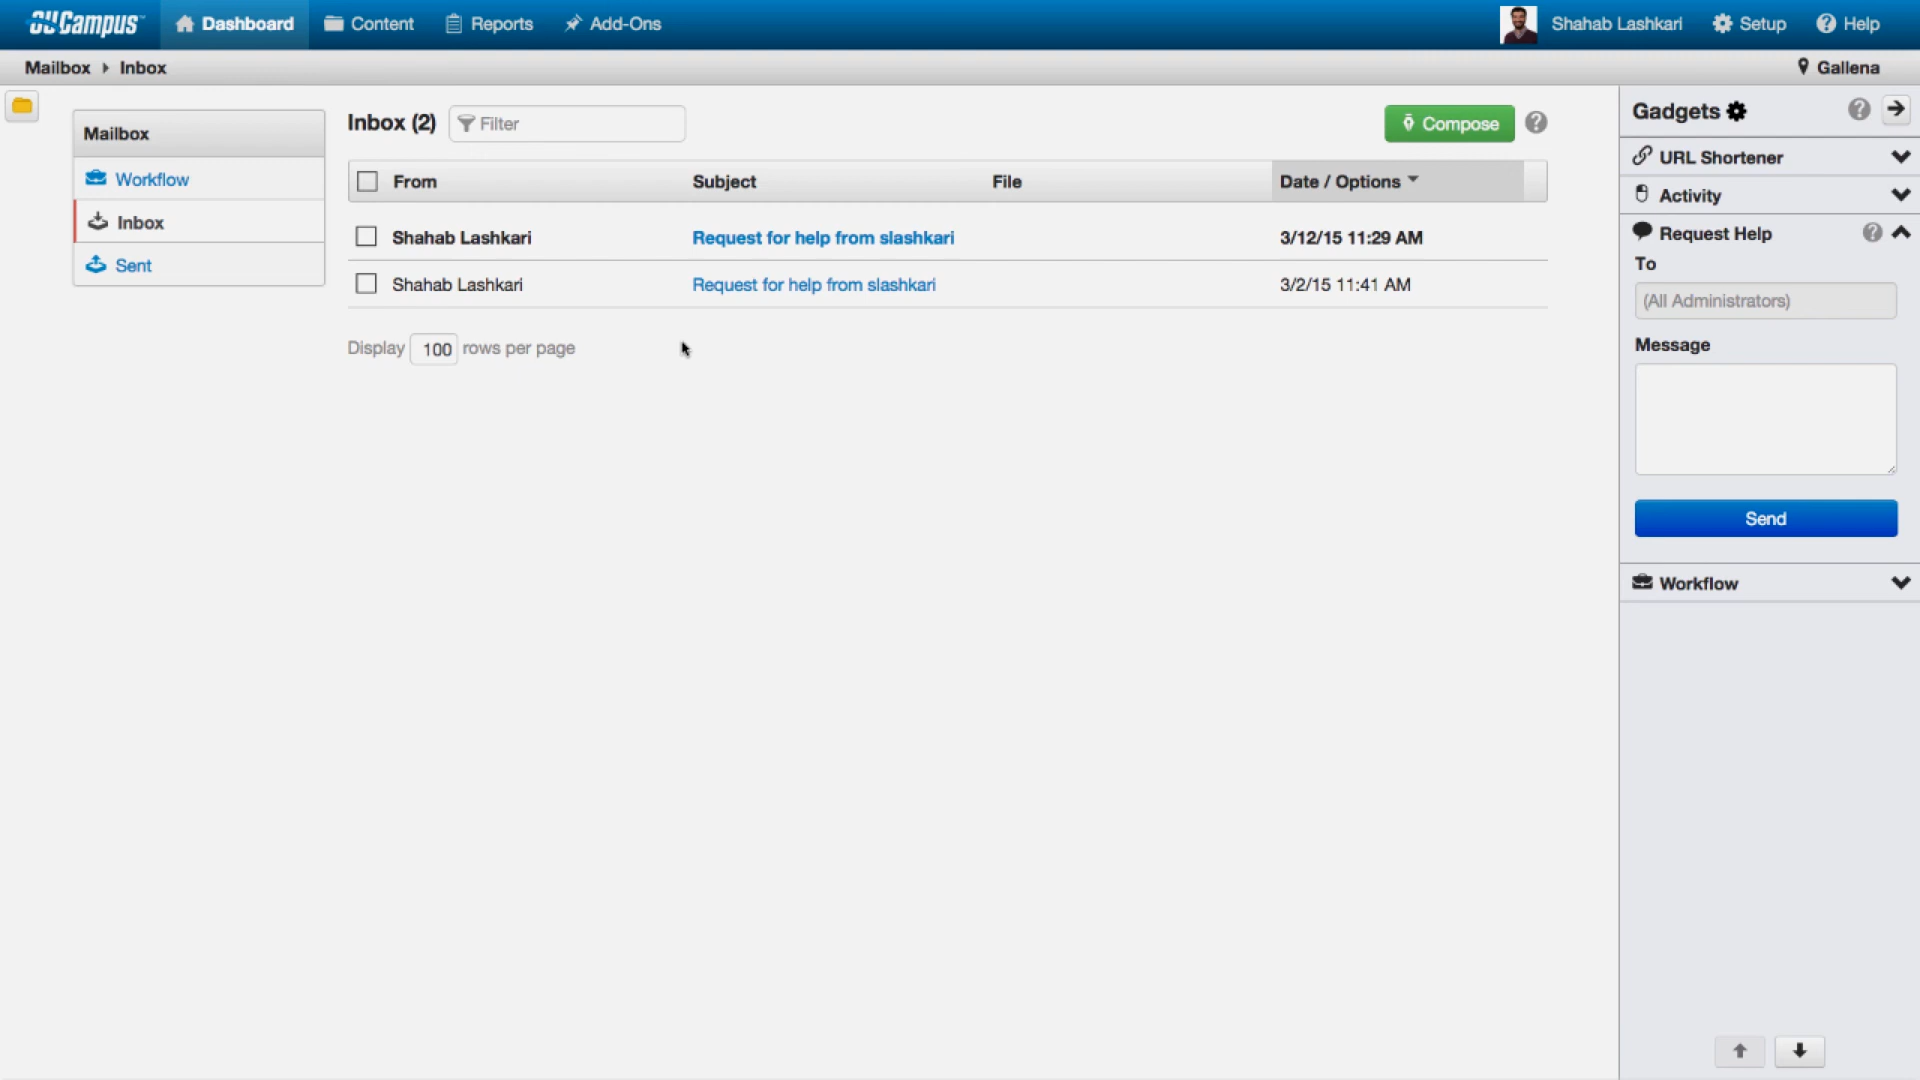 OU Campus Dashboard Content Reports Add-Ons Shahab Lashkari Setup Help
Mailbox Inbox Gallena
Mailbox
Workflow
Inbox
Sent
Inbox (2) Filter Compose
From Subject File Date / Options
Shahab Lashkari Request for help from slashkari 3/12/15 11:29 AM
Shahab Lashkari Request for help from slashkari 3/2/15 11:41 AM
Display 100 rows per page
Gadgets
URL Shortener
Activity
Request Help
To
(All Administrators)
Message
Send
Workflow